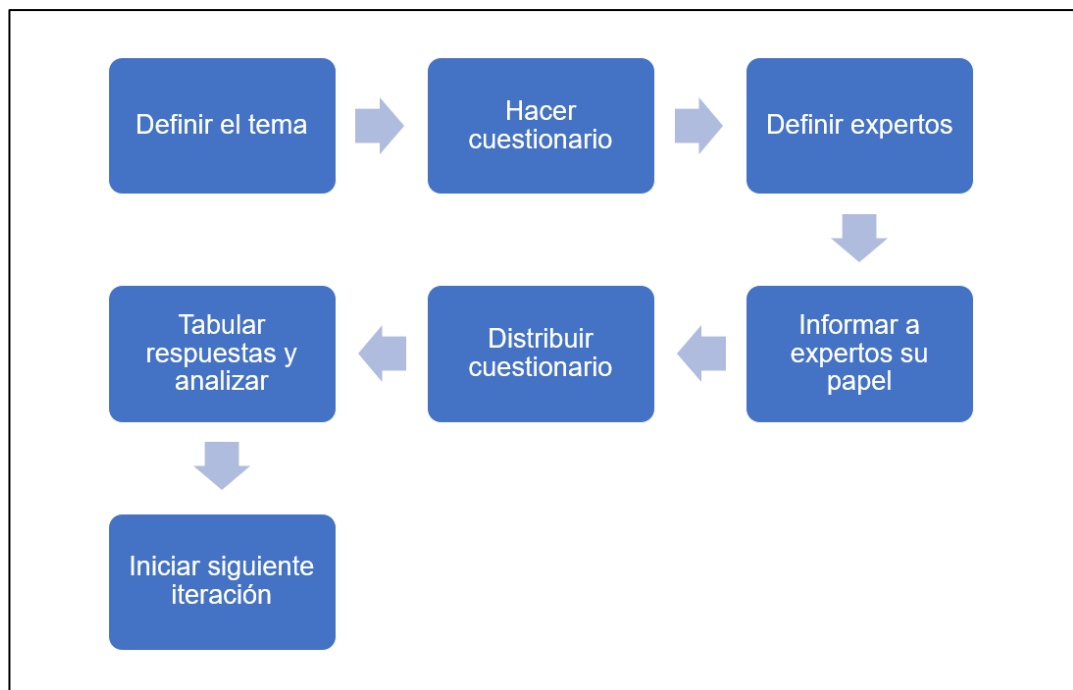 Definir el tema
Hacer
cuestionario
Definir expertos
Informar a
expertos su
papel
Distribuir
cuestionario
Tabular
respuestas y
analizar
Iniciar siguiente
iteración